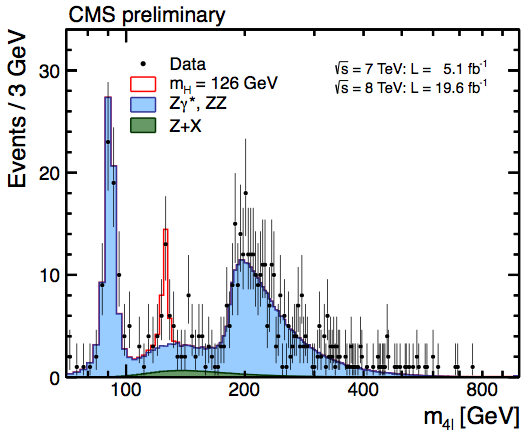 CMS preliminary
Events / 3 GeV
30
20
10
0
Data
m_H = 126 GeV
Zγ*, ZZ
Z+X
√s = 7 TeV: L = 5.1 fb⁻¹
√s = 8 TeV: L = 19.6 fb⁻¹
100 200 400 800
m_4l [GeV]